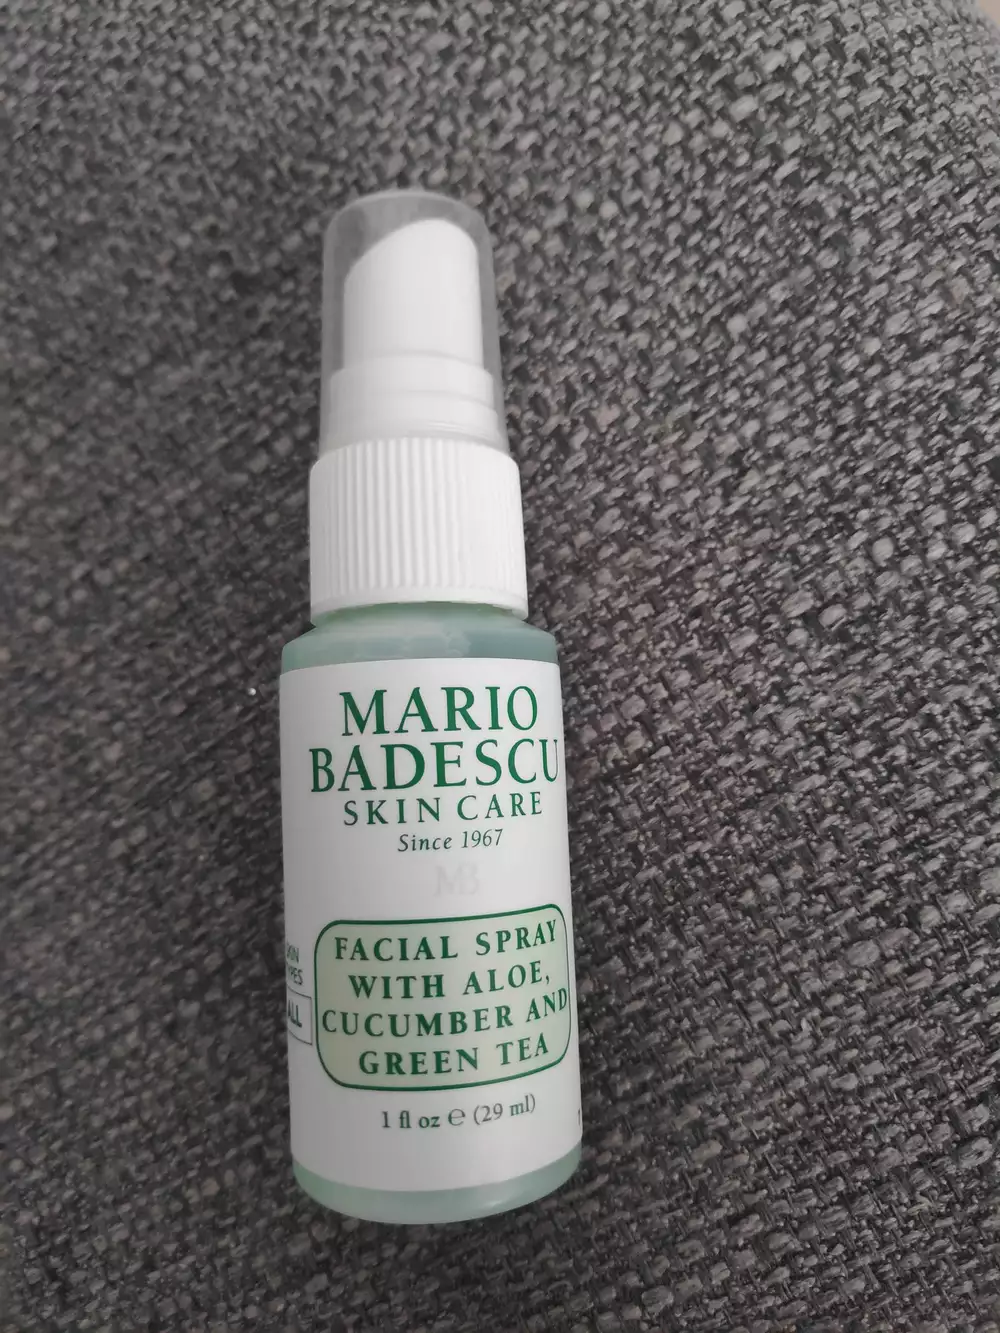 MARIO
BADESCU
SKIN CARE
Since 1967
MB
FACIAL SPRAY
WITH ALOE,
CUCUMBER AND
GREEN TEA
1 fl oz e (29 ml)
ALL